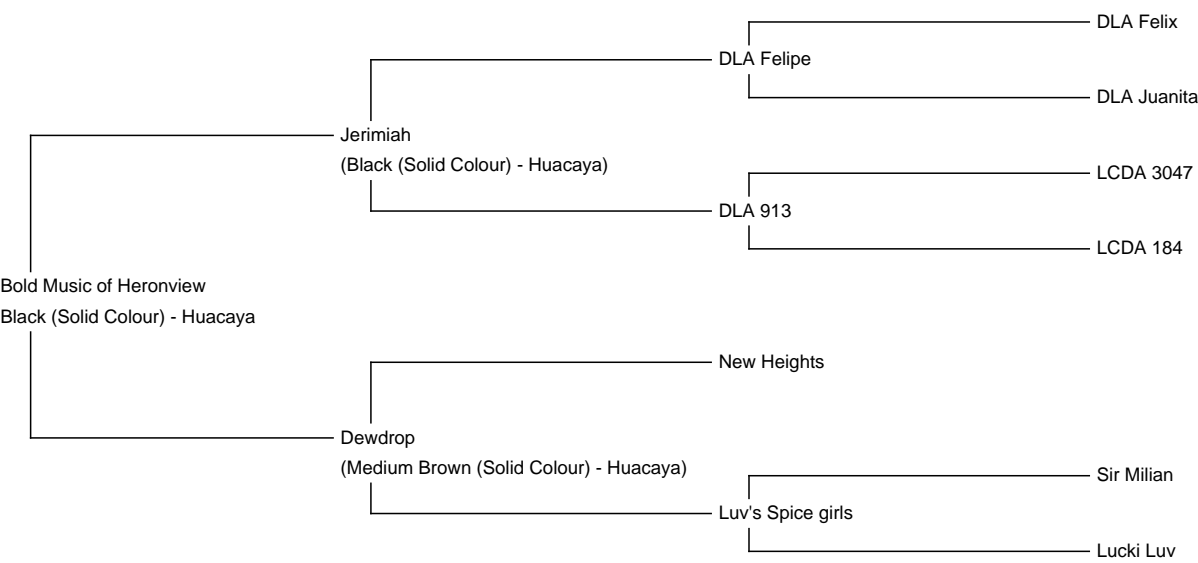 DLA Felix
DLA Felipe
DLA Juanita
Jerimiah
(Black (Solid Colour) - Huacaya)
LCDA 3047
DLA 913
LCDA 184
Bold Music of Heronview
Black (Solid Colour) - Huacaya
New Heights
Dewdrop
(Medium Brown (Solid Colour) - Huacaya)
Sir Milian
Luv's Spice girls
Lucki Luv